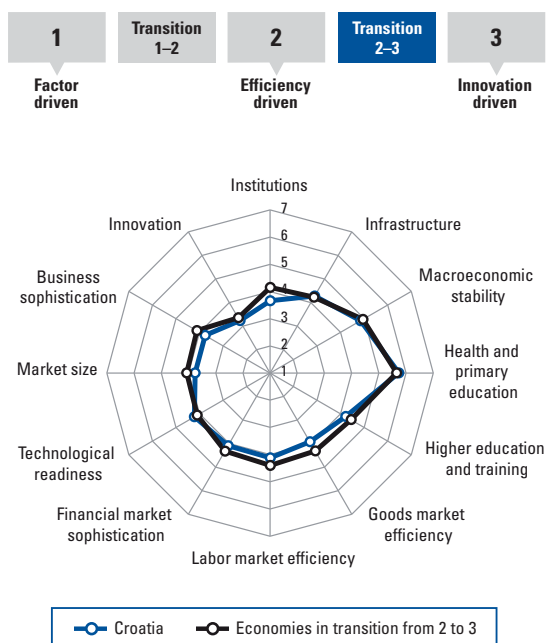 1
Transition
1–2
2
Transition
2–3
3
Factor
driven
Efficiency
driven
Innovation
driven
Institutions
7
6
5
4
3
2
1
Infrastructure
Macroeconomic
stability
Health and
primary
education
Higher education
and training
Goods market
efficiency
Labor market efficiency
Financial market
sophistication
Technological
readiness
Market size
Business
sophistication
Innovation
Croatia
Economies in transition from 2 to 3